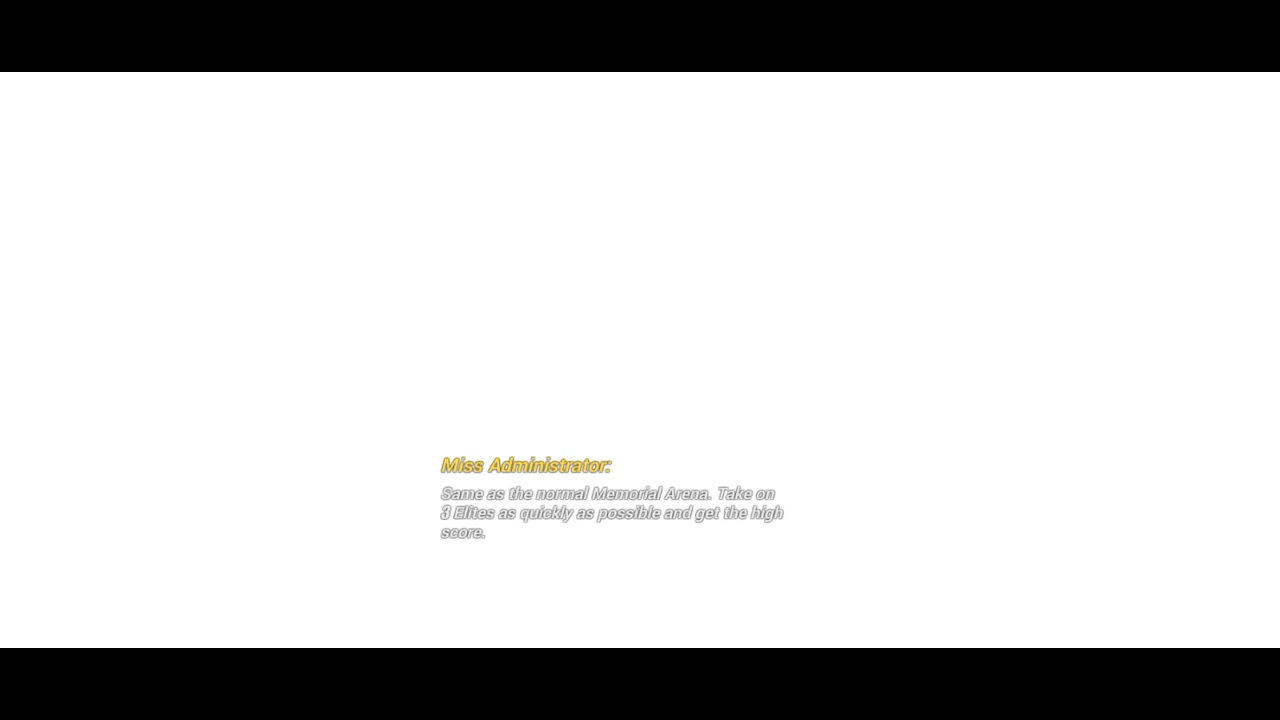 Miss Administrator:
Same as the normal Memorial Arena. Take on
3 Elites as quickly as possible and get the high
score.